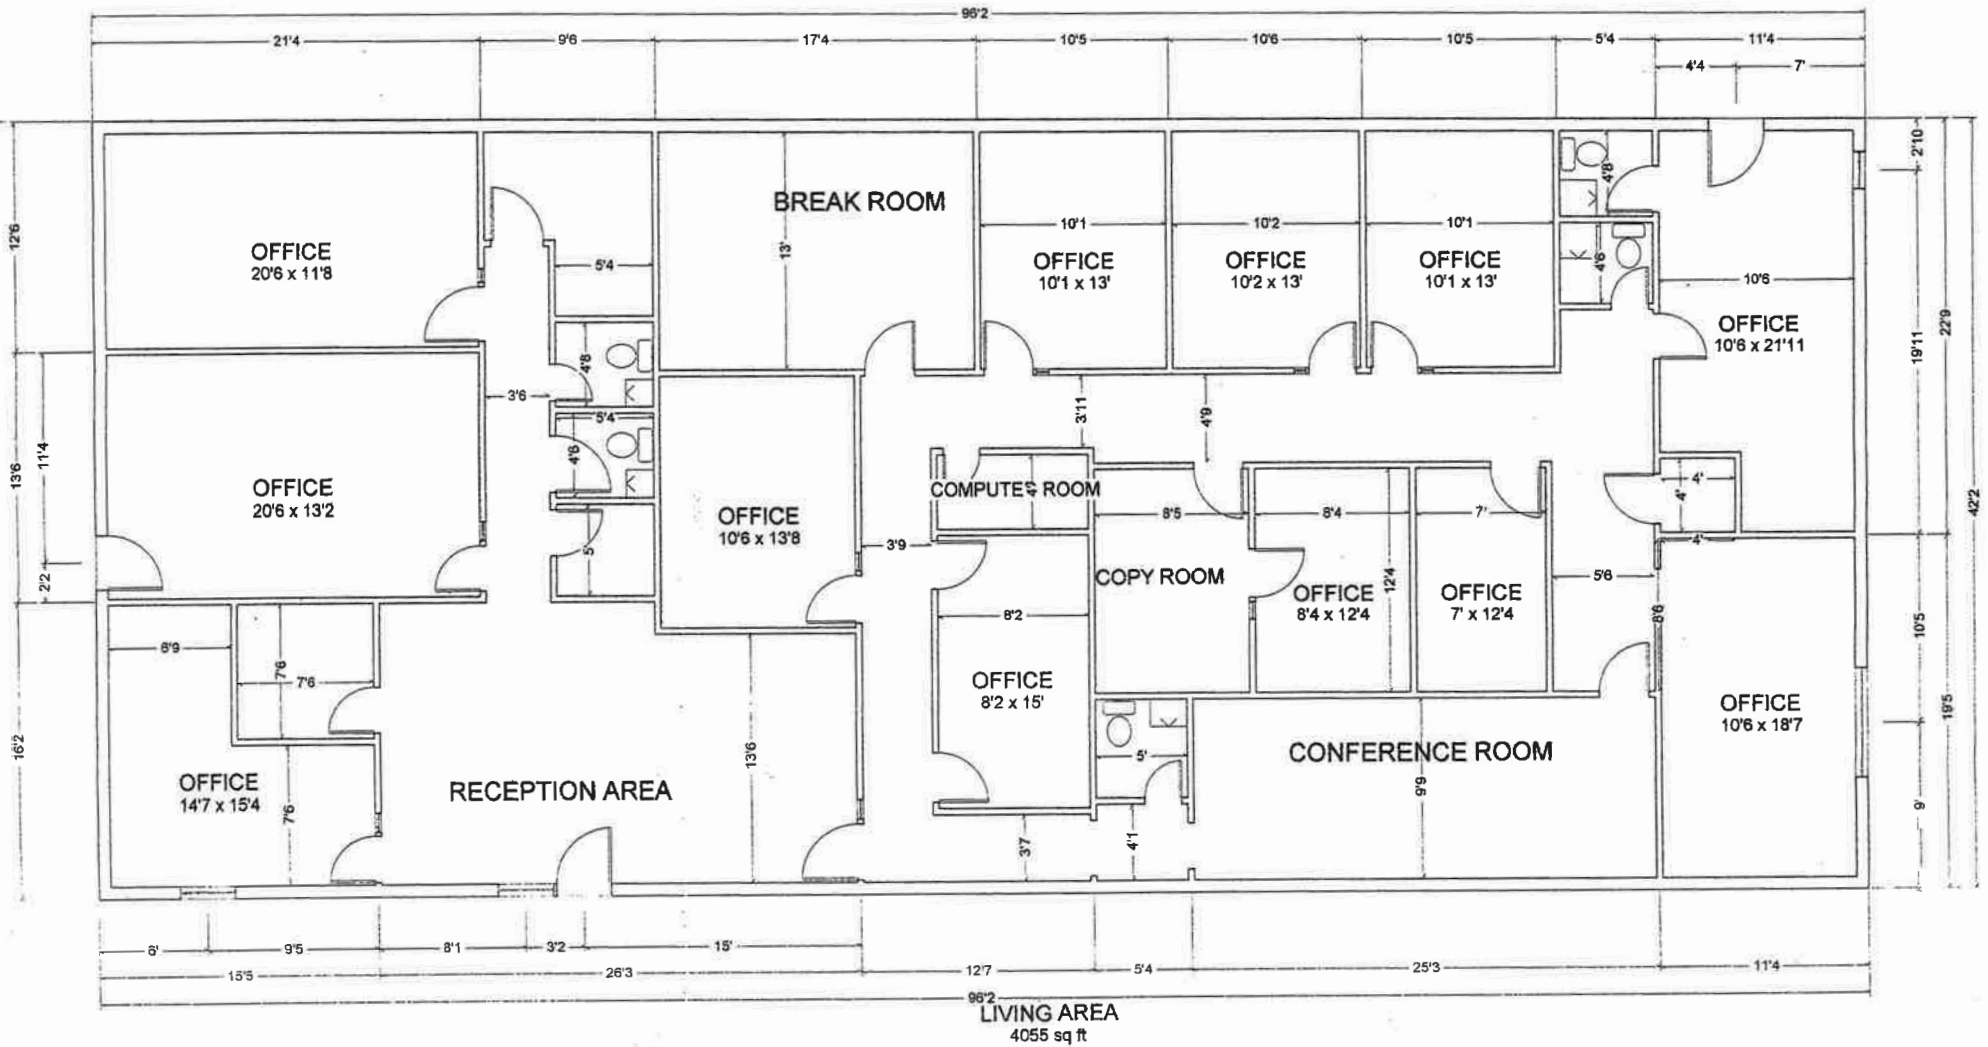 96'2
21'4 9'6 17'4 10'5 10'6 10'5 5'4 11'4
4'4 7'
BREAK ROOM
13'
OFFICE
20'6 x 11'8
5'4
10'1
OFFICE
10'1 x 13'
10'2
OFFICE
10'2 x 13'
10'1
OFFICE
10'1 x 13'
4'8
4'6
10'6
OFFICE
10'6 x 21'11
2'10
19'11
22'9
42'2
12'6
13'6
11'4
2'2
16'2
4'8
3'6
5'4
4'6
5'
OFFICE
20'6 x 13'2
OFFICE
10'6 x 13'8
3'11
4'9
COMPUTER ROOM
4'
3'9
8'5
COPY ROOM
8'4
12'4
OFFICE
8'4 x 12'4
7'
OFFICE
7' x 12'4
4'
4'
4'
5'6
8'6
10'5
19'5
9'
8'2
OFFICE
8'2 x 15'
OFFICE
10'6 x 18'7
6'9
7'6
7'6
OFFICE
14'7 x 15'4
7'6
RECEPTION AREA
13'6
5'
CONFERENCE ROOM
9'9
3'7
4'1
6' 9'5 8'1 3'2 15'
15'5 26'3 12'7 5'4 25'3 11'4
96'2
LIVING AREA
4055 sq ft